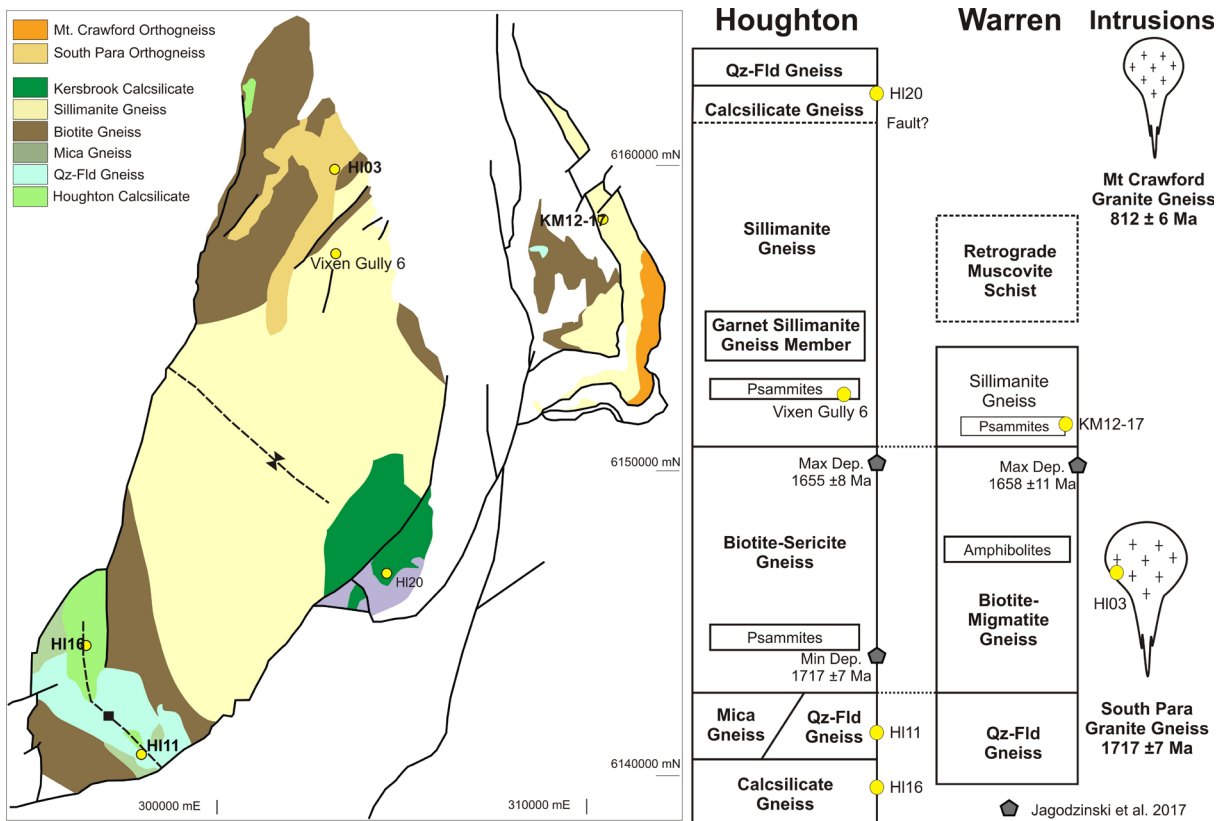 Mt. Crawford Orthogneiss
South Para Orthogneiss
Kersbrook Calcsilicate
Sillimanite Gneiss
Biotite Gneiss
Mica Gneiss
Qz-Fld Gneiss
Houghton Calcsilicate
HI03
Vixen Gully 6
KM12-17
HI20
HI16
HI11
6160000 mN
6150000 mN
6140000 mN
300000 mE
310000 mE
Houghton
Qz-Fld Gneiss
Calcsilicate Gneiss
HI20
Fault?
Sillimanite
Gneiss
Garnet Sillimanite
Gneiss Member
Psammites
Vixen Gully 6
Max Dep.
1655 ±8 Ma
Biotite-Sericite
Gneiss
Psammites
Min Dep.
1717 ±7 Ma
Mica
Gneiss
Qz-Fld
Gneiss
HI11
Calcsilicate
Gneiss
HI16
Warren
Retrograde
Muscovite
Schist
Sillimanite
Gneiss
Psammites
KM12-17
Max Dep.
1658 ±11 Ma
Amphibolites
Biotite-
Migmatite
Gneiss
Qz-Fld
Gneiss
Intrusions
Mt Crawford
Granite Gneiss
812 ± 6 Ma
HI03
South Para
Granite Gneiss
1717 ±7 Ma
Jagodzinski et al. 2017